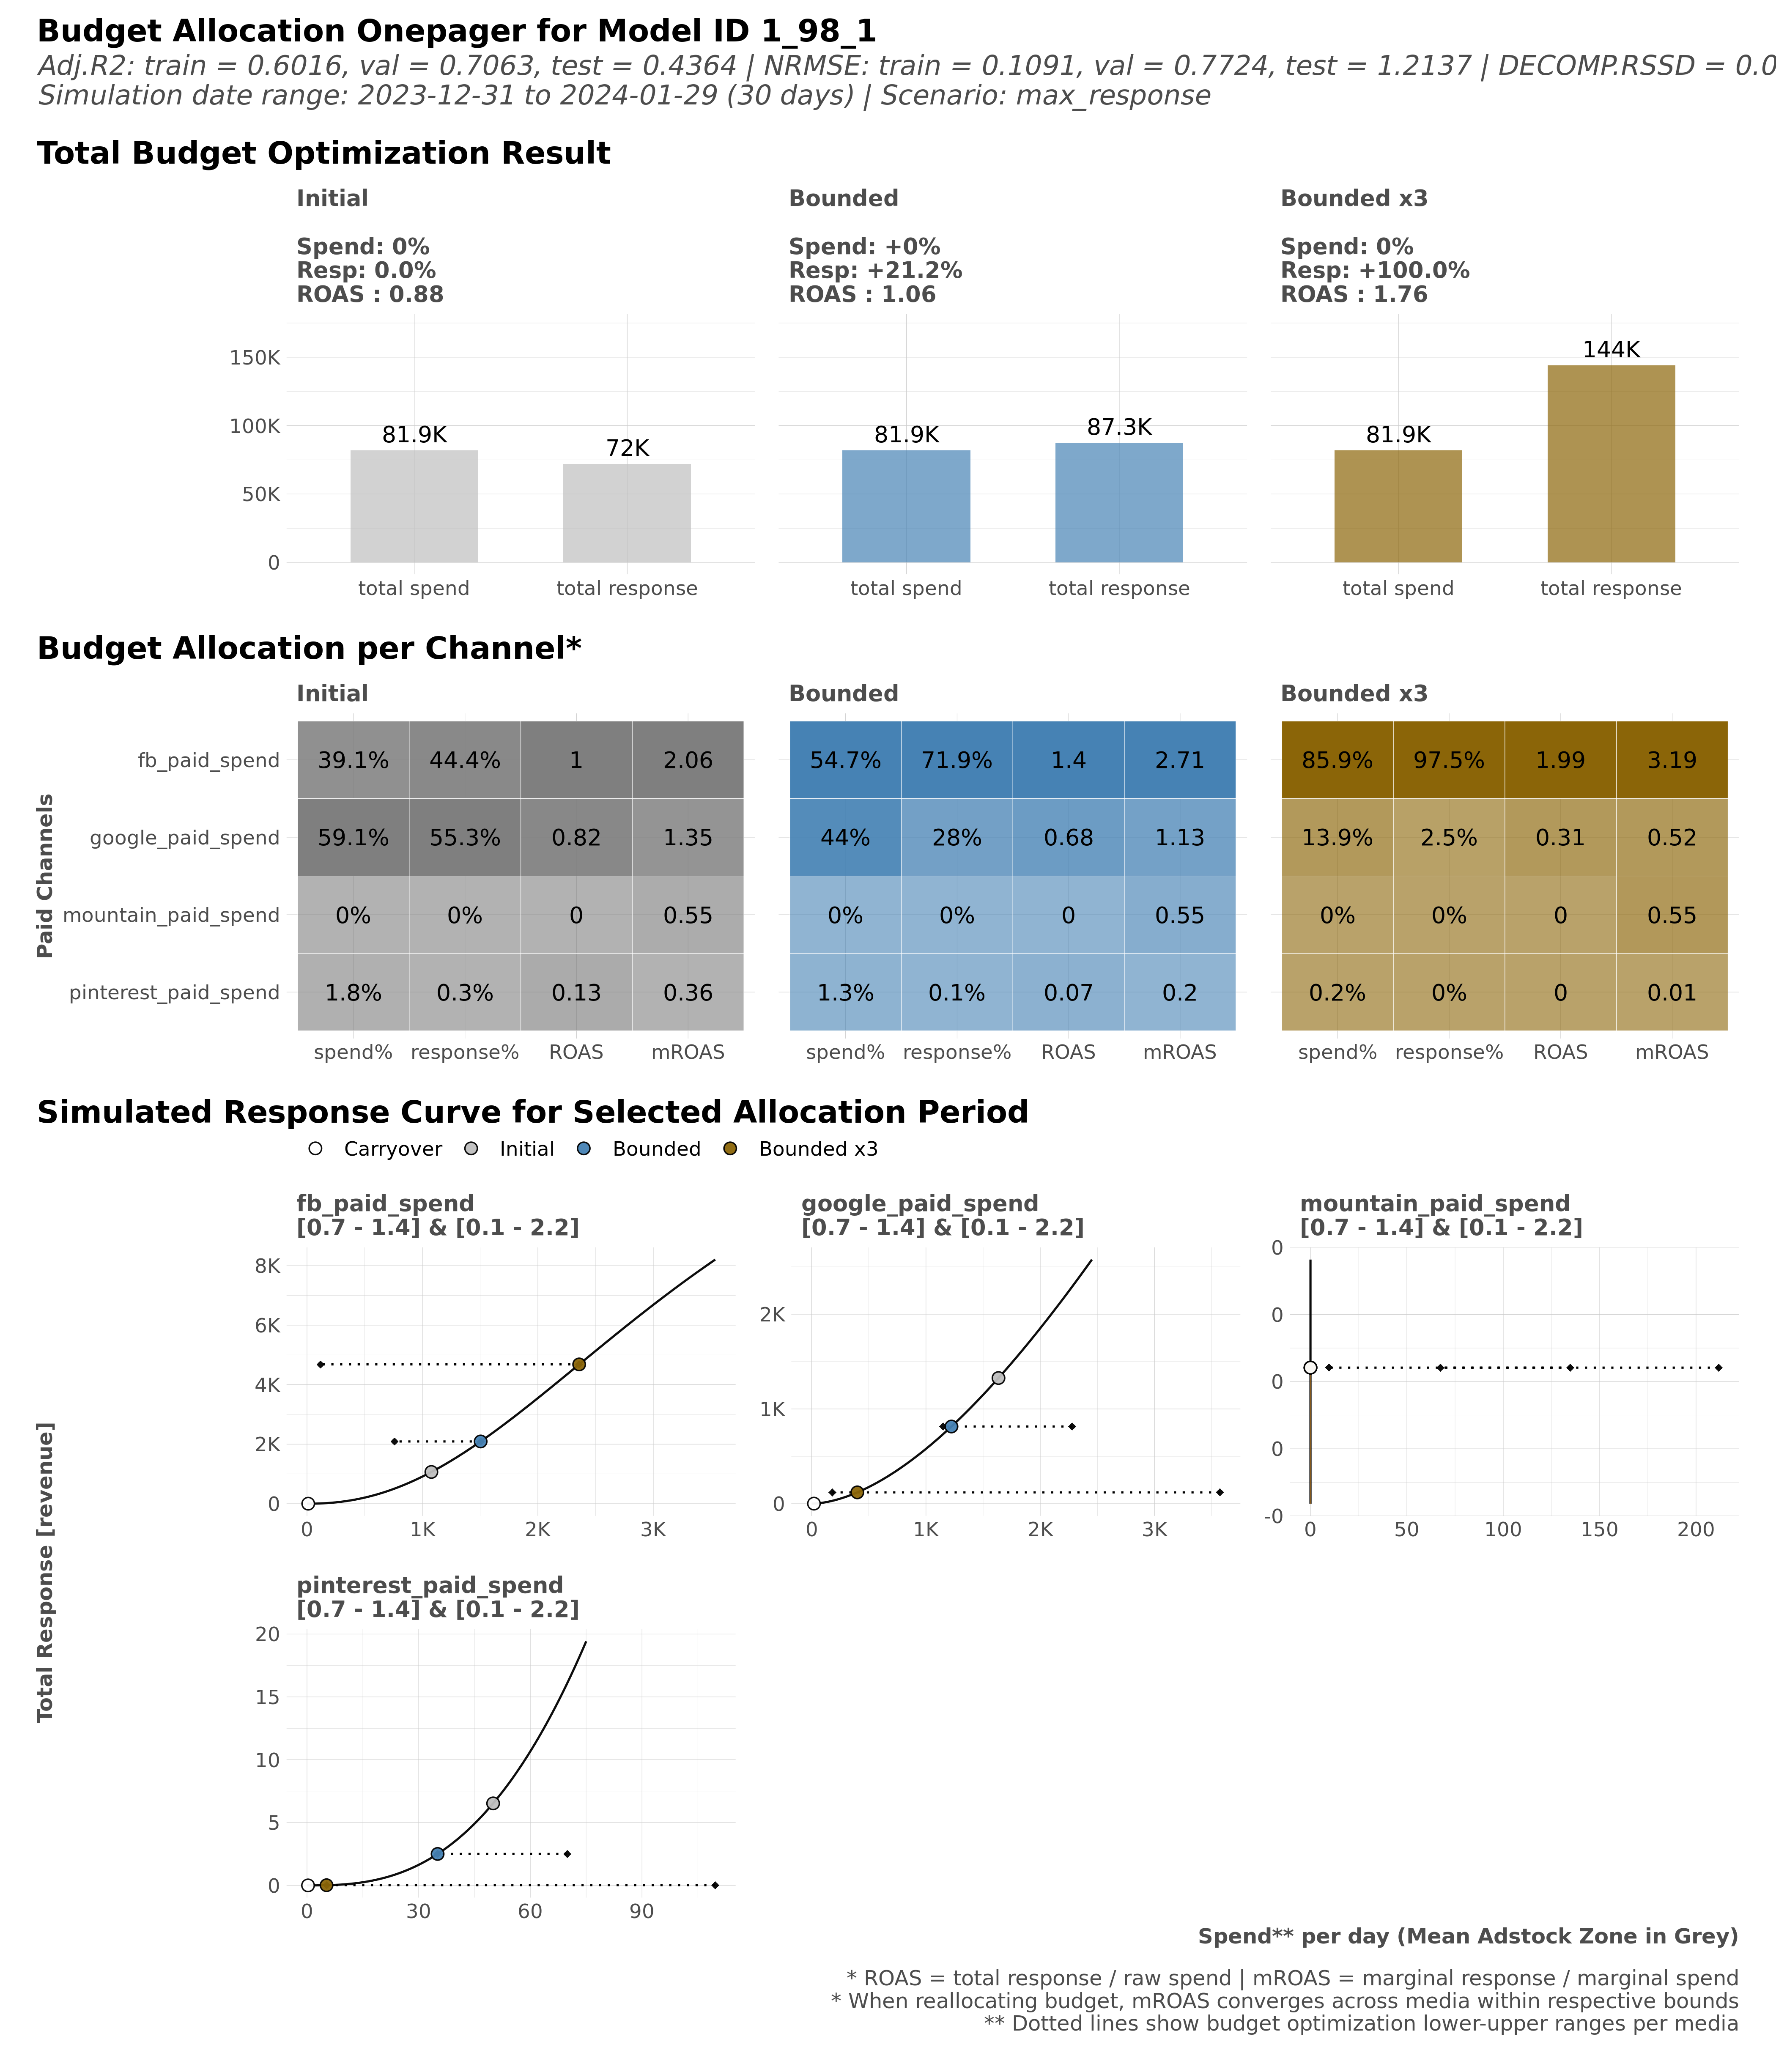 Budget Allocation Onepager for Model ID 1_98_1
Adj.R2: train = 0.6016, val = 0.7063, test = 0.4364 | NRMSE: train = 0.1091, val = 0.7724, test = 1.2137 | DECOMP.RSSD = 0.0
Simulation date range: 2023-12-31 to 2024-01-29 (30 days) | Scenario: max_response
Total Budget Optimization Result
Initial Bounded Bounded x3
Spend: 0% Spend: +0% Spend: 0%
Resp: 0.0% Resp: +21.2% Resp: +100.0%
ROAS : 0.88 ROAS : 1.06 ROAS : 1.76
150K
100K
50K
0
81.9K 72K 81.9K 87.3K 81.9K 144K
total spend total response total spend total response total spend total response
Budget Allocation per Channel*
Initial Bounded Bounded x3
Paid Channels
fb_paid_spend 39.1% 44.4% 1 2.06 54.7% 71.9% 1.4 2.71 85.9% 97.5% 1.99 3.19
google_paid_spend 59.1% 55.3% 0.82 1.35 44% 28% 0.68 1.13 13.9% 2.5% 0.31 0.52
mountain_paid_spend 0% 0% 0 0.55 0% 0% 0 0.55 0% 0% 0 0.55
pinterest_paid_spend 1.8% 0.3% 0.13 0.36 1.3% 0.1% 0.07 0.2 0.2% 0% 0 0.01
spend% response% ROAS mROAS spend% response% ROAS mROAS spend% response% ROAS mROAS
Simulated Response Curve for Selected Allocation Period
Carryover Initial Bounded Bounded x3
Total Response [revenue]
fb_paid_spend
[0.7 - 1.4] & [0.1 - 2.2]
8K
6K
4K
2K
0
0 1K 2K 3K
google_paid_spend
[0.7 - 1.4] & [0.1 - 2.2]
2K
1K
0
0 1K 2K 3K
mountain_paid_spend
[0.7 - 1.4] & [0.1 - 2.2]
0
0
0
0
-0
0 50 100 150 200
pinterest_paid_spend
[0.7 - 1.4] & [0.1 - 2.2]
20
15
10
5
0
0 30 60 90
Spend** per day (Mean Adstock Zone in Grey)
* ROAS = total response / raw spend | mROAS = marginal response / marginal spend
* When reallocating budget, mROAS converges across media within respective bounds
** Dotted lines show budget optimization lower-upper ranges per media